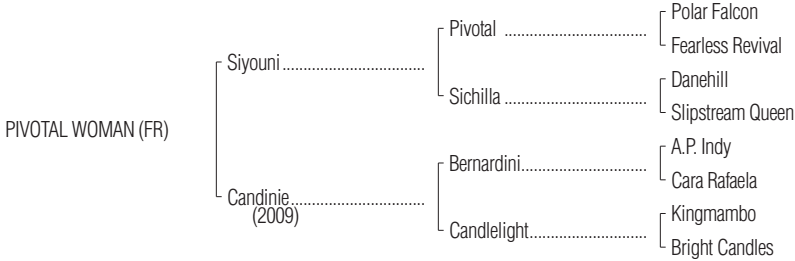 Polar Falcon
Pivotal ................................
Fearless Revival
Siyouni ................................
Danehill
Sichilla ................................
Slipstream Queen
PIVOTAL WOMAN (FR)
A.P. Indy
Bernardini............................
Cara Rafaela
Candinie..............................
(2009)
Kingmambo
Candlelight..........................
Bright Candles